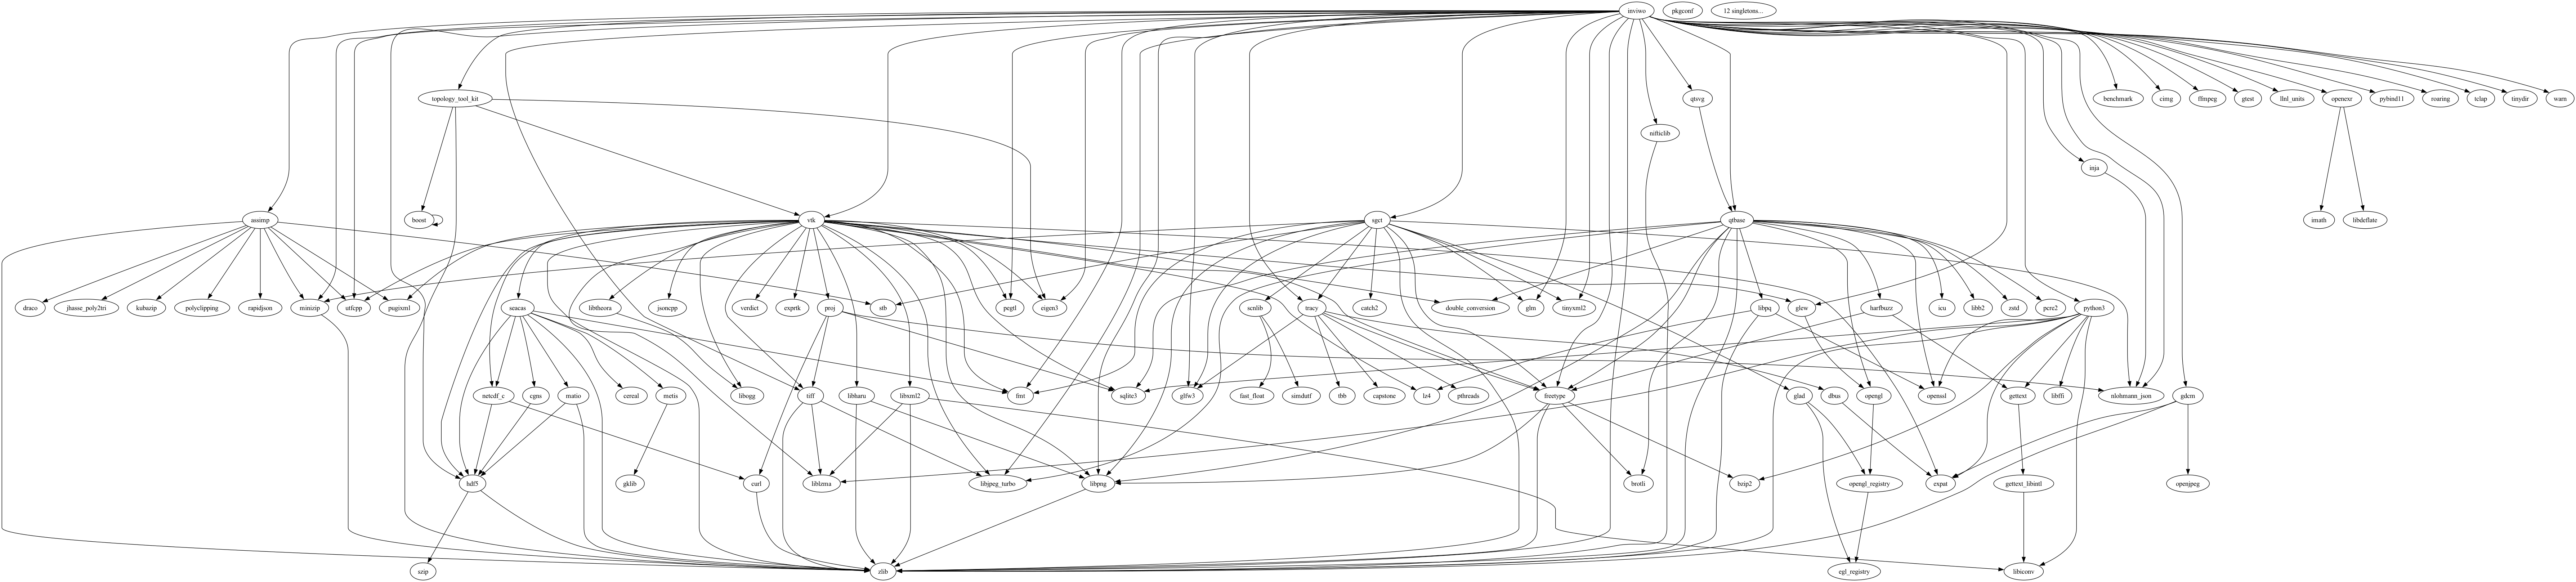 inviwo
pkgconf
12 singletons...
topology_tool_kit
qtsvg
benchmark
cimg
ffmpeg
gtest
llnl_units
openexr
pybind11
roaring
tclap
tinydir
warn
nifticlib
inja
assimp
boost
vtk
sgct
qtbase
imath
libdeflate
draco
jhasse_poly2tri
kubazip
polyclipping
rapidjson
minizip
utfcpp
pugixml
seacas
libtheora
jsoncpp
verdict
exprtk
proj
stb
pegtl
eigen3
scnlib
tracy
catch2
double_conversion
glm
tinyxml2
libpq
glew
harfbuzz
icu
libb2
zstd
pcre2
python3
netcdf_c
cgns
matio
cereal
metis
libogg
tiff
libharu
libxml2
fmt
sqlite3
glfw3
fast_float
simdutf
tbb
capstone
lz4
pthreads
freetype
glad
dbus
opengl
openssl
gettext
libffi
nlohmann_json
gdcm
hdf5
gklib
curl
liblzma
libjpeg_turbo
libpng
brotli
bzip2
opengl_registry
expat
gettext_libintl
openjpeg
szip
zlib
egl_registry
libiconv